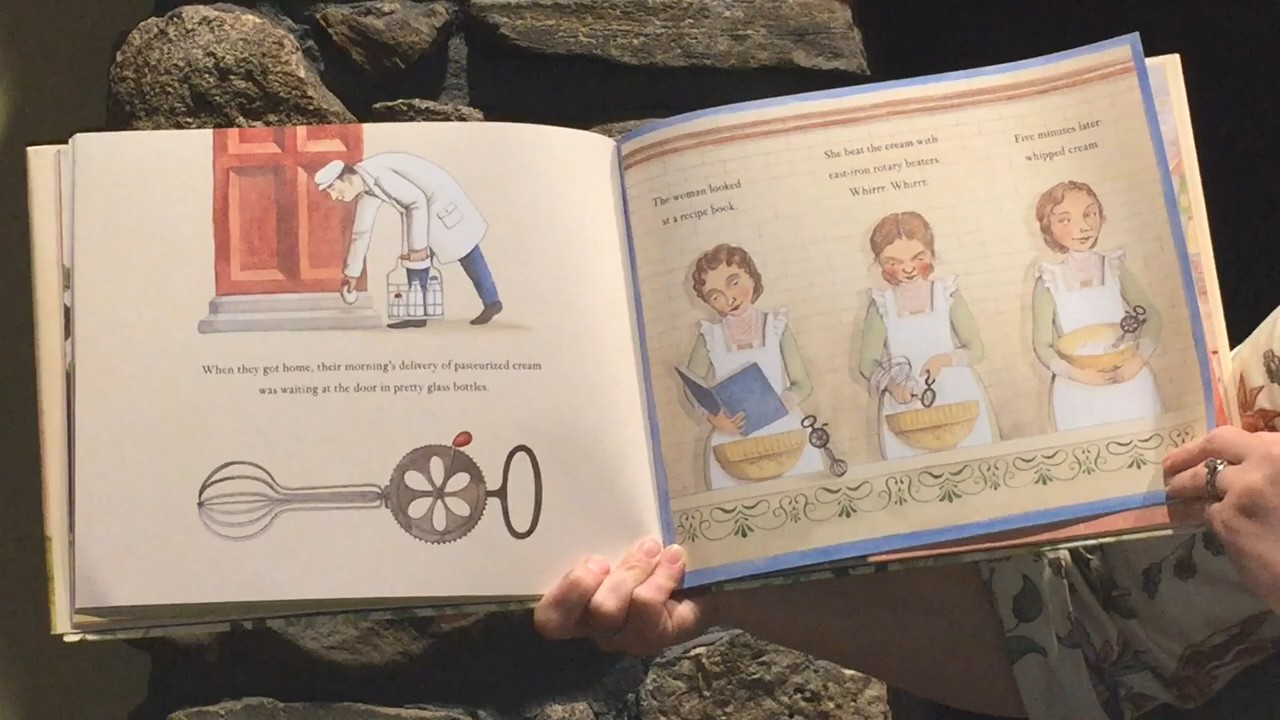 When they got home, their morning's delivery of pasteurized cream
was waiting at the door in pretty glass bottles.
The woman looked
at a recipe book.
She beat the cream with
cast-iron rotary beaters.
Whirrr. Whirrr.
Five minutes later
whipped cream